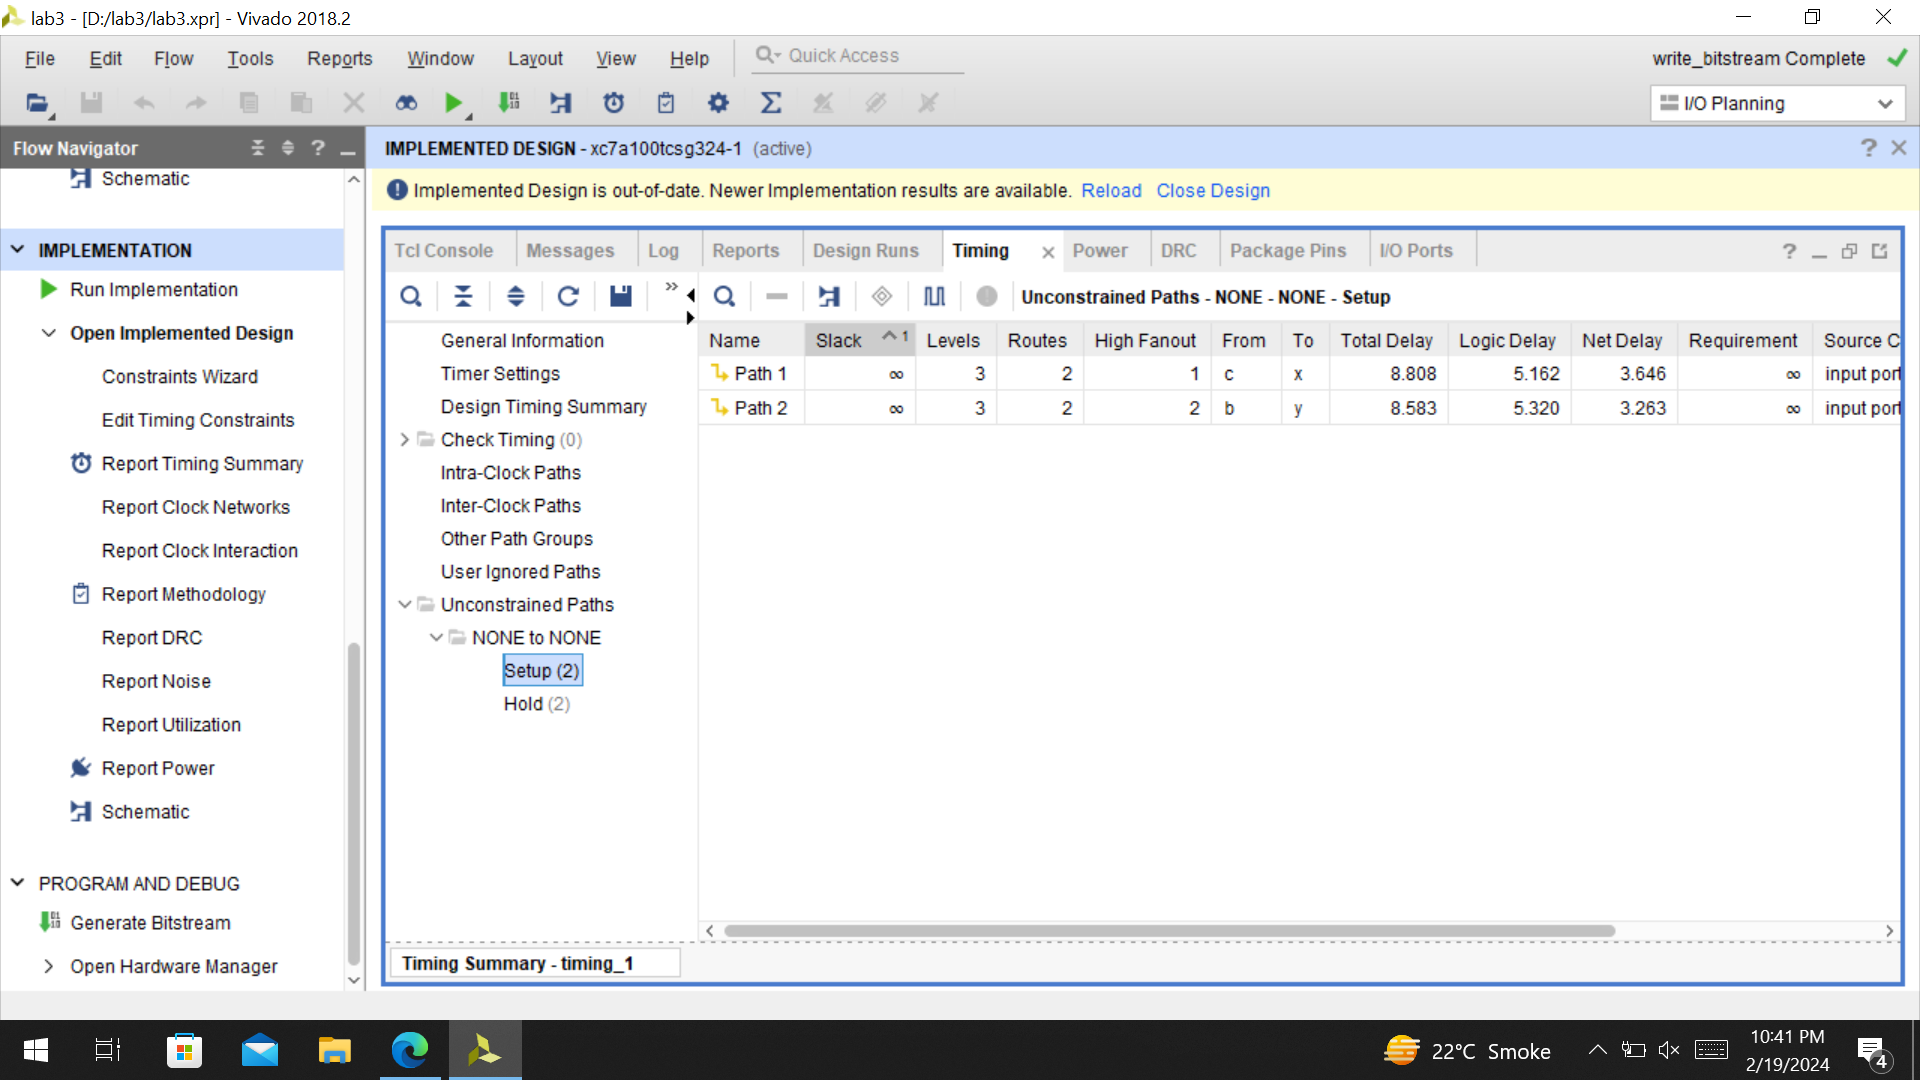 lab3 - [D:/lab3/lab3.xpr] - Vivado 2018.2
File Edit Flow Tools Reports Window Layout View Help Quick Access write_bitstream Complete
I/O Planning
Flow Navigator
IMPLEMENTED DESIGN - xc7a100tcsg324-1 (active)
Schematic
Implemented Design is out-of-date. Newer Implementation results are available. Reload Close Design
IMPLEMENTATION
Run Implementation
Open Implemented Design
Constraints Wizard
Edit Timing Constraints
Report Timing Summary
Report Clock Networks
Report Clock Interaction
Report Methodology
Report DRC
Report Noise
Report Utilization
Report Power
Schematic
PROGRAM AND DEBUG
Generate Bitstream
Open Hardware Manager
Tcl Console Messages Log Reports Design Runs Timing Power DRC Package Pins I/O Ports
Unconstrained Paths - NONE - NONE - Setup
General Information
Timer Settings
Design Timing Summary
Check Timing (0)
Intra-Clock Paths
Inter-Clock Paths
Other Path Groups
User Ignored Paths
Unconstrained Paths
NONE to NONE
Setup (2)
Hold (2)
Name Slack 1 Levels Routes High Fanout From To Total Delay Logic Delay Net Delay Requirement Source C
Path 1 ∞ 3 2 1 c x 8.808 5.162 3.646 ∞ input port
Path 2 ∞ 3 2 2 b y 8.583 5.320 3.263 ∞ input port
Timing Summary - timing_1
22°C Smoke
10:41 PM
2/19/2024
4